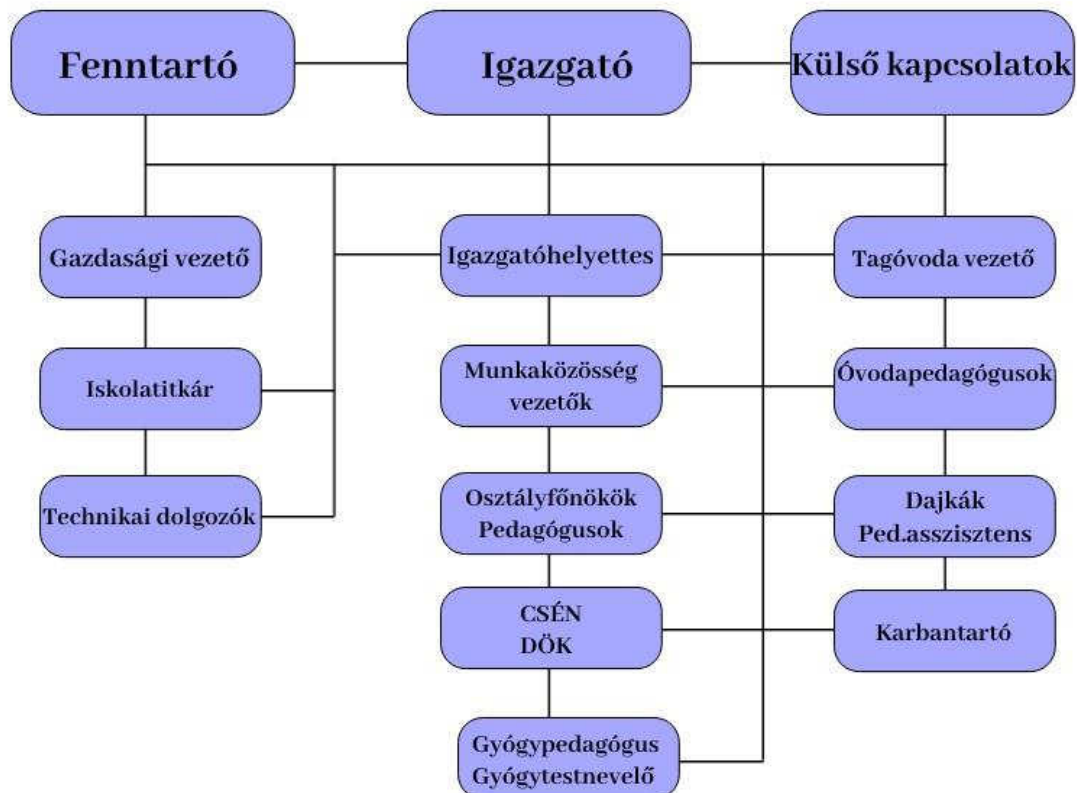 Fenntartó
Igazgató
Külső kapcsolatok
Gazdasági vezető
Igazgatóhelyettes
Tagóvoda vezető
Iskolatitkár
Munkaközösség
vezetők
Óvodapedagógusok
Technikai dolgozók
Osztályfőnökök
Pedagógusok
Dajkák
Ped.asszisztens
CSÉN
DÖK
Karbantartó
Gyógypedagógus
Gyógytestnevelő